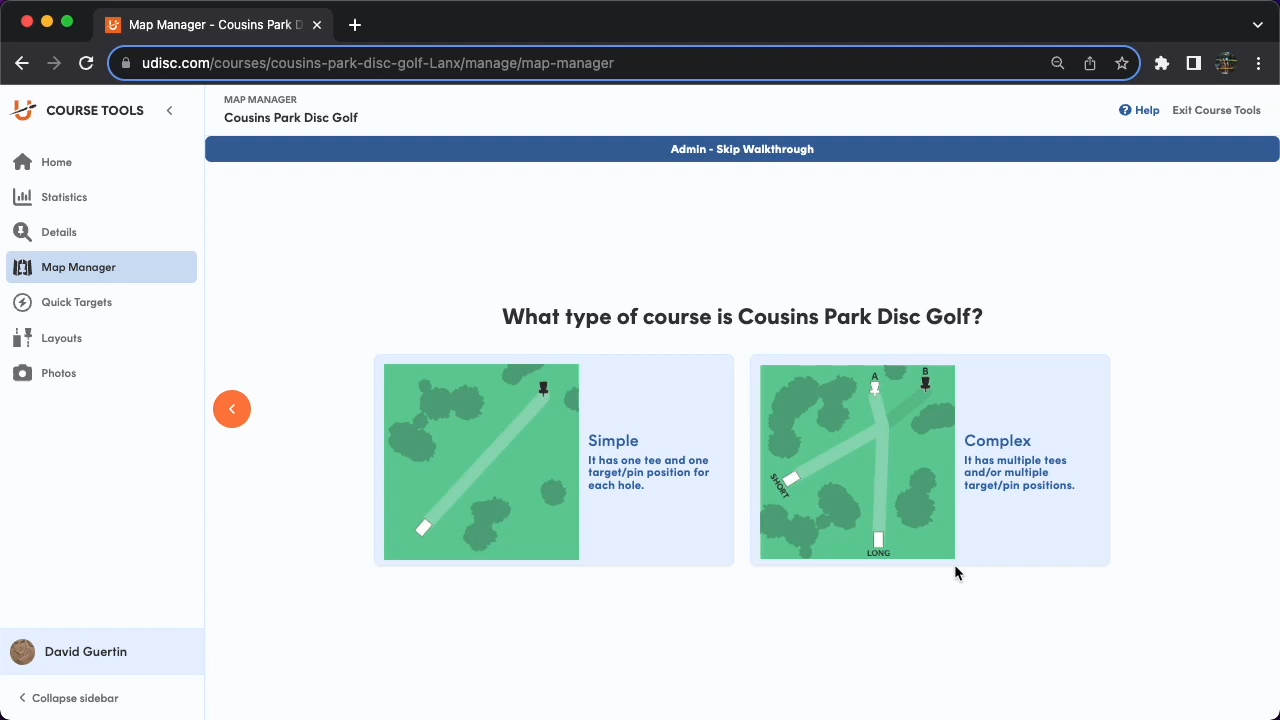 Map Manager - Cousins Park D
udisc.com/courses/cousins-park-disc-golf-Lanx/manage/map-manager
COURSE TOOLS
MAP MANAGER
Cousins Park Disc Golf
Help
Exit Course Tools
Admin - Skip Walkthrough
Home
Statistics
Details
Map Manager
Quick Targets
Layouts
Photos
What type of course is Cousins Park Disc Golf?
Simple
It has one tee and one
target/pin position for
each hole.
A
B
SHORT
LONG
Complex
It has multiple tees
and/or multiple
target/pin positions.
David Guertin
Collapse sidebar